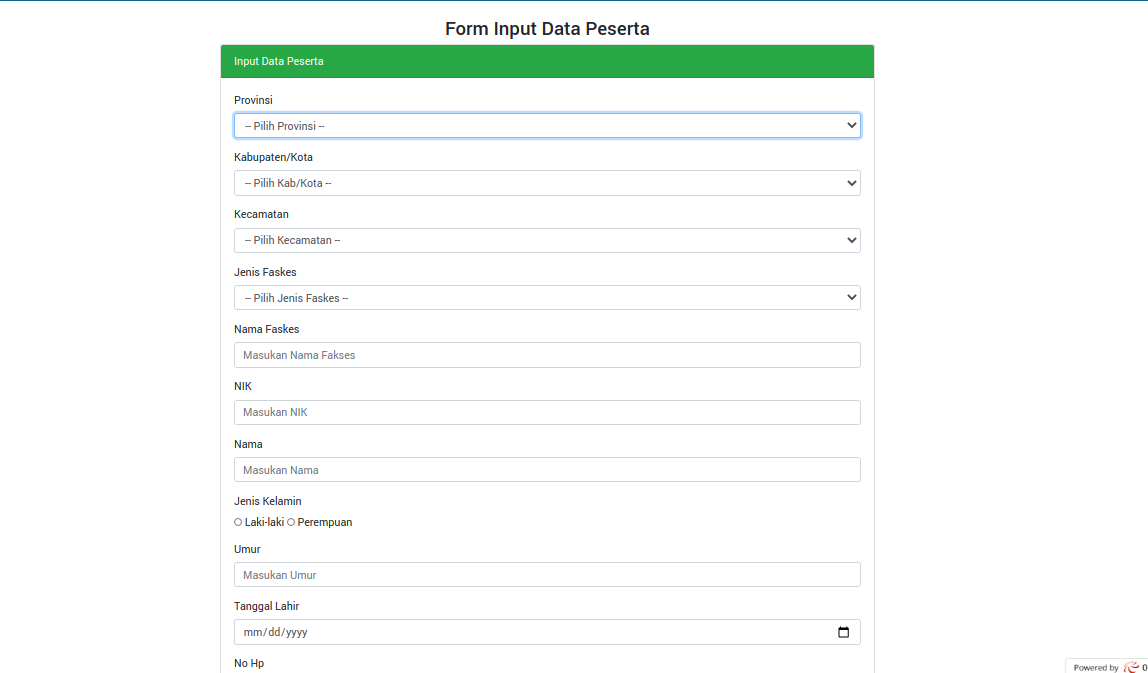 Form Input Data Peserta
Input Data Peserta
Provinsi
-- Pilih Provinsi --
Kabupaten/Kota
-- Pilih Kab/Kota --
Kecamatan
-- Pilih Kecamatan --
Jenis Faskes
-- Pilih Jenis Faskes --
Nama Faskes
Masukan Nama Fakses
NIK
Masukan NIK
Nama
Masukan Nama
Jenis Kelamin
Laki-laki Perempuan
Umur
Masukan Umur
Tanggal Lahir
mm/dd/yyyy
No Hp
Powered by